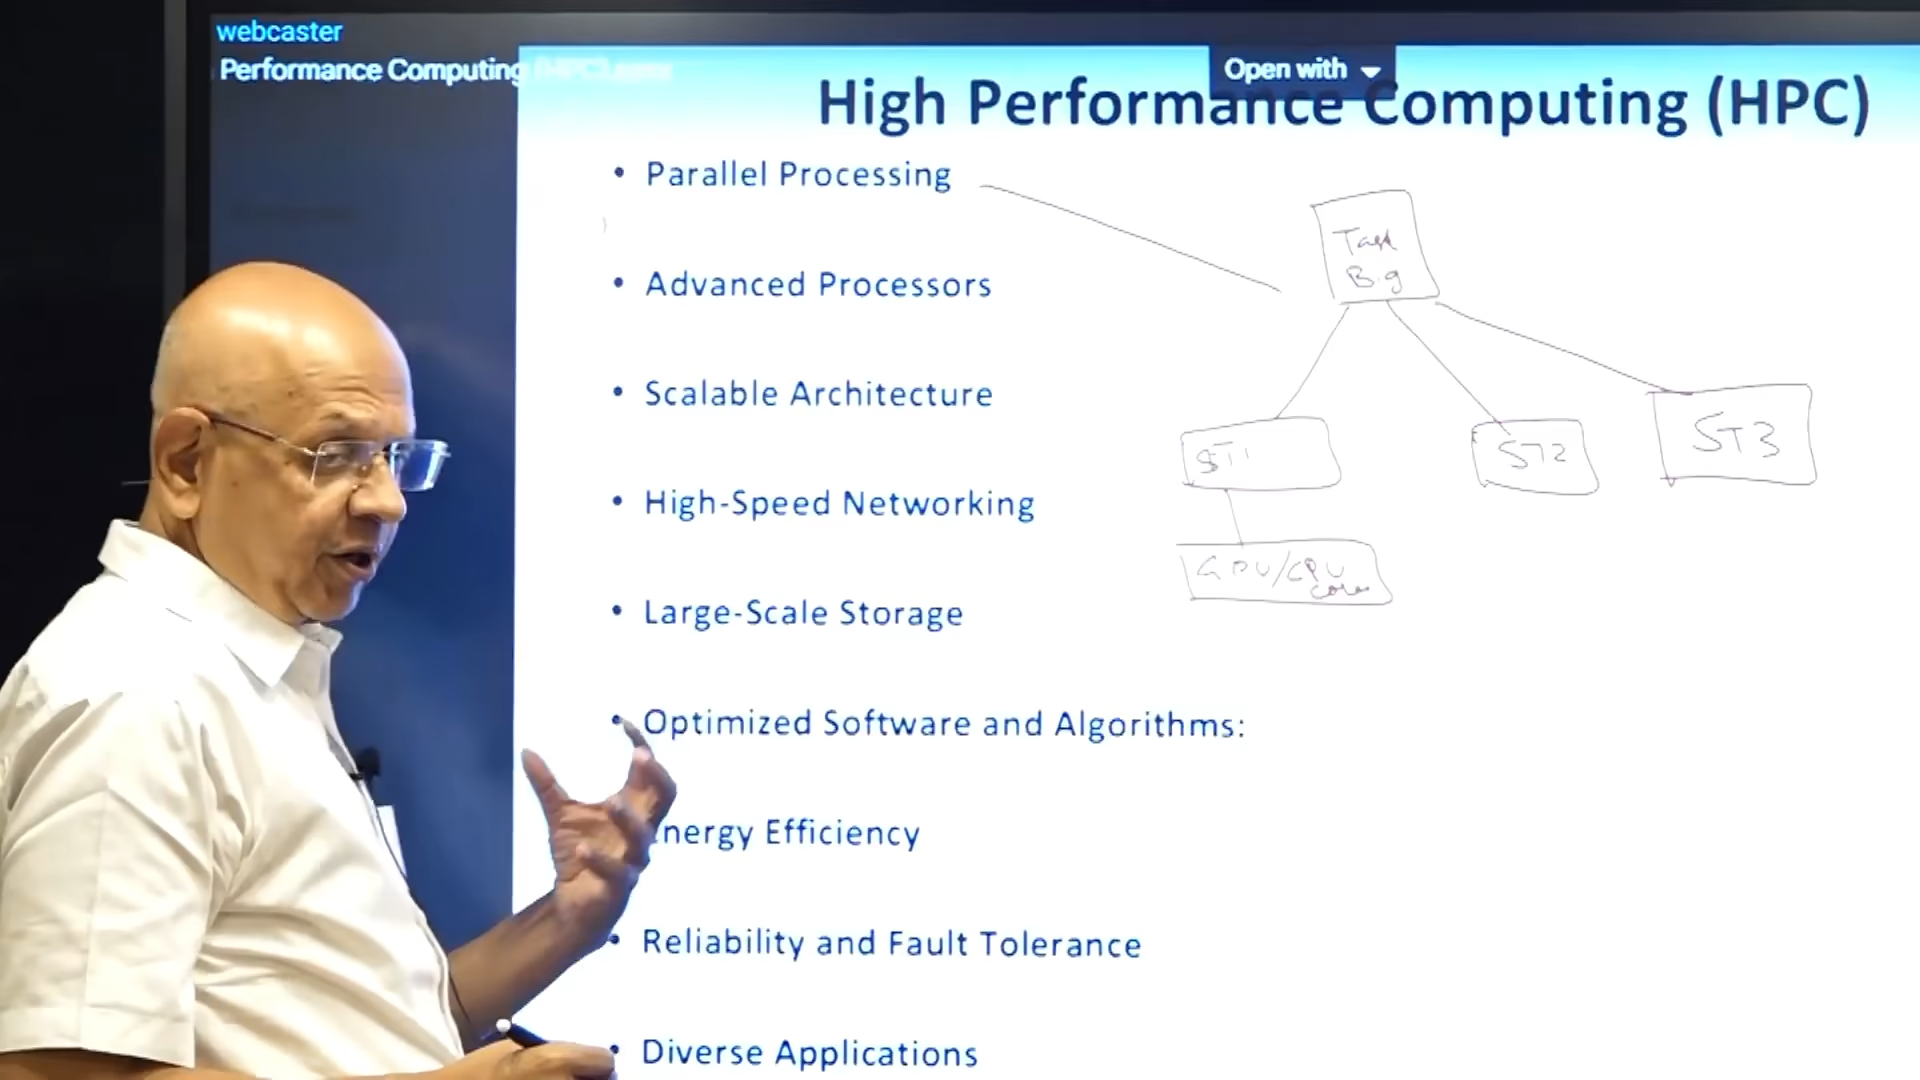 webcaster
Performance Computing
Open with
High Performance Computing (HPC)
• Parallel Processing
• Advanced Processors
• Scalable Architecture
• High-Speed Networking
• Large-Scale Storage
• Optimized Software and Algorithms:
nergy Efficiency
• Reliability and Fault Tolerance
• Diverse Applications
Task
Big
ST1
ST2
ST3
GPU/CPU
core